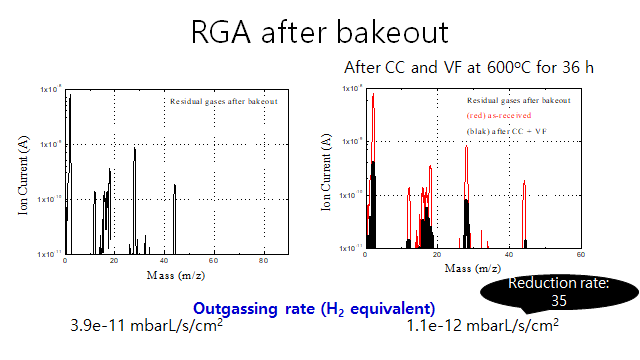 RGA after bakeout
After CC and VF at 600ºC for 36 h
1x10⁻⁸
1x10⁻⁹
1x10⁻¹⁰
1x10⁻¹¹
Ion Current (A)
Residual gases after bakeout
0
20
40
60
80
Mass (m/z)
1x10⁻⁸
1x10⁻⁹
1x10⁻¹⁰
1x10⁻¹¹
Ion Current (A)
Residual gases after bakeout
(red) as-received
(blak) after CC + VF
0
20
40
60
Mass (m/z)
Reduction rate:
35
Outgassing rate (H₂ equivalent)
3.9e-11 mbarL/s/cm²
1.1e-12 mbarL/s/cm²